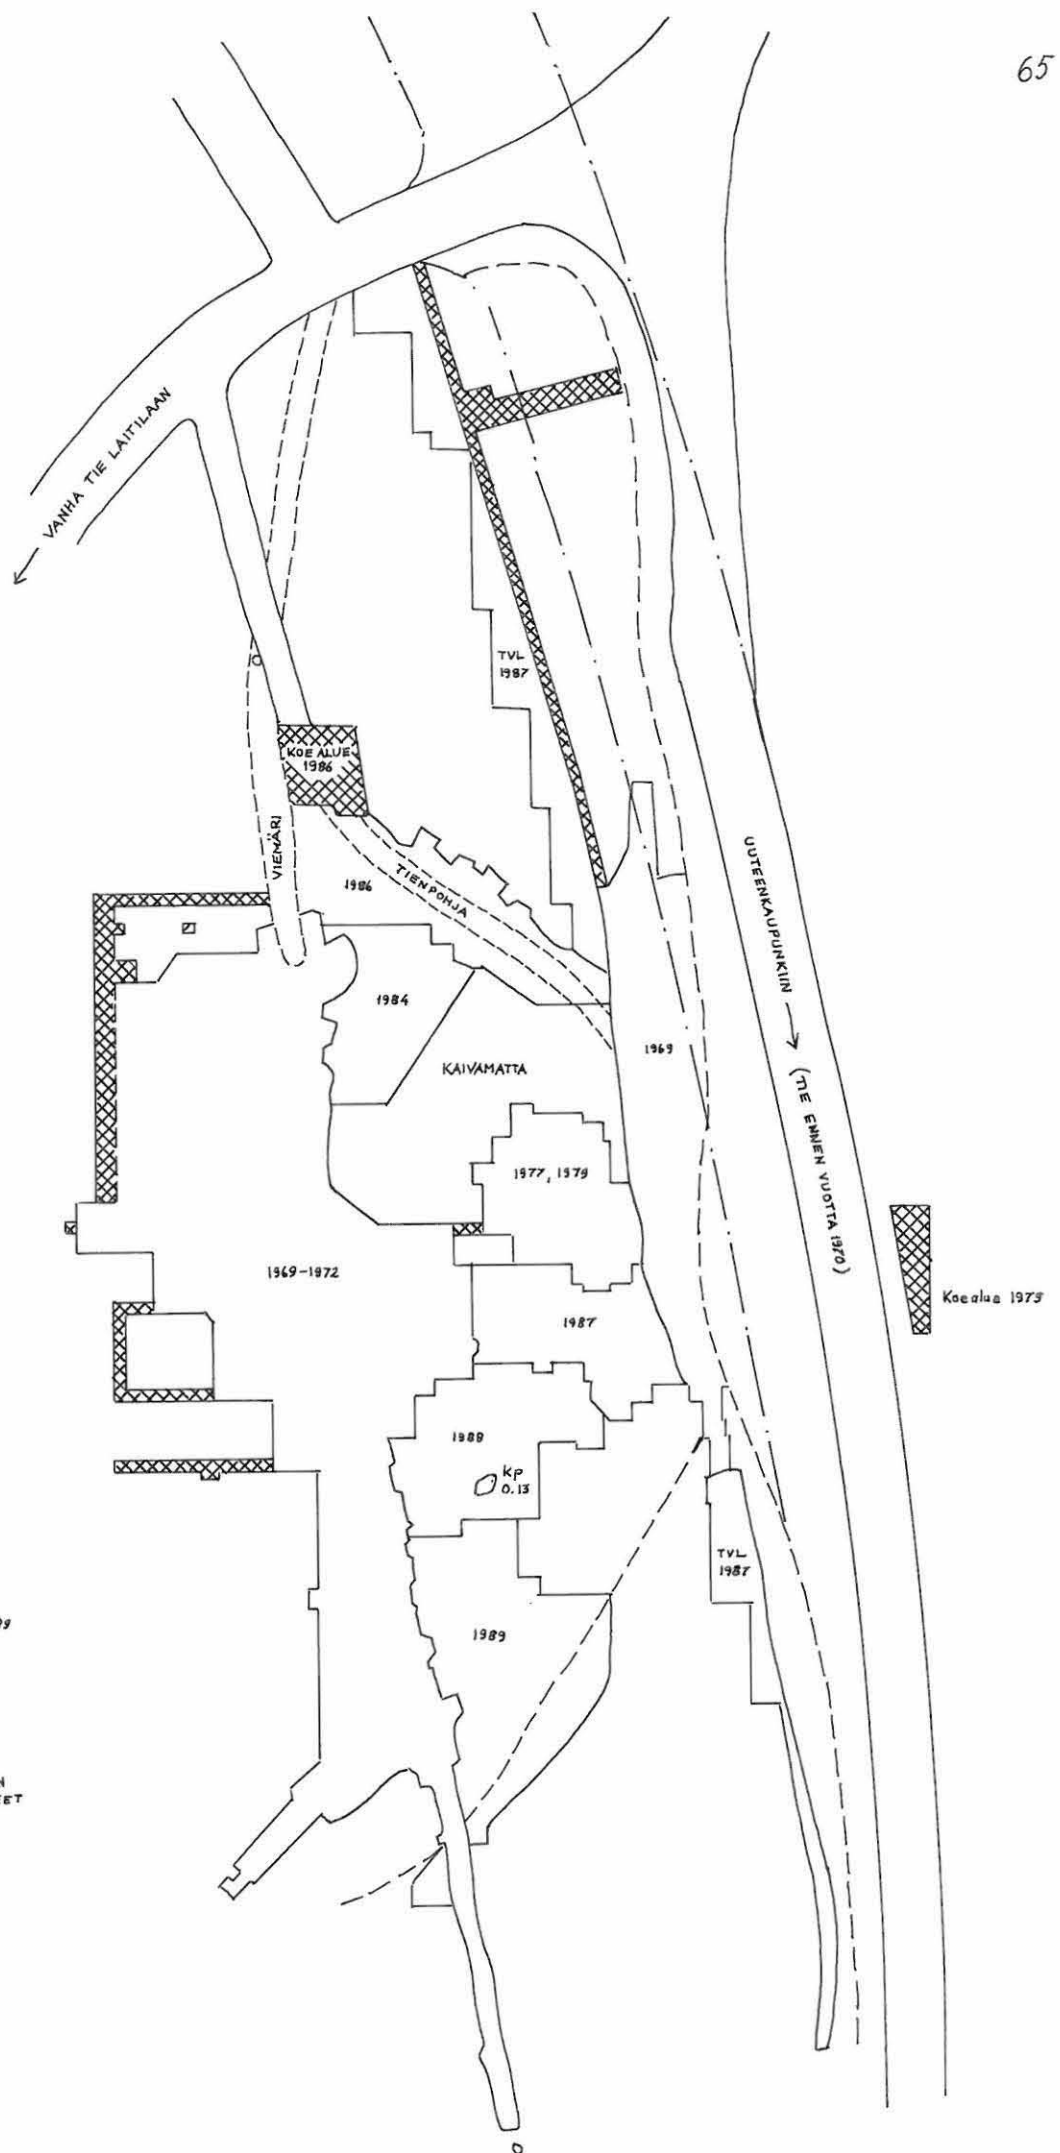 65
VANHA TIE LAITILAAN
TVL
1987
KOE ALUE
1986
VIEMÄRI
1986
TIENPOHJA
UUTEENKAUPUNKIIN
(TIE ENNEN VUOTTA 1970)
1984
1969
KAIVAMATTA
1977, 1979
1969-1972
Koealue 1979
1987
1988
kp
0.13
TVL
1987
1989